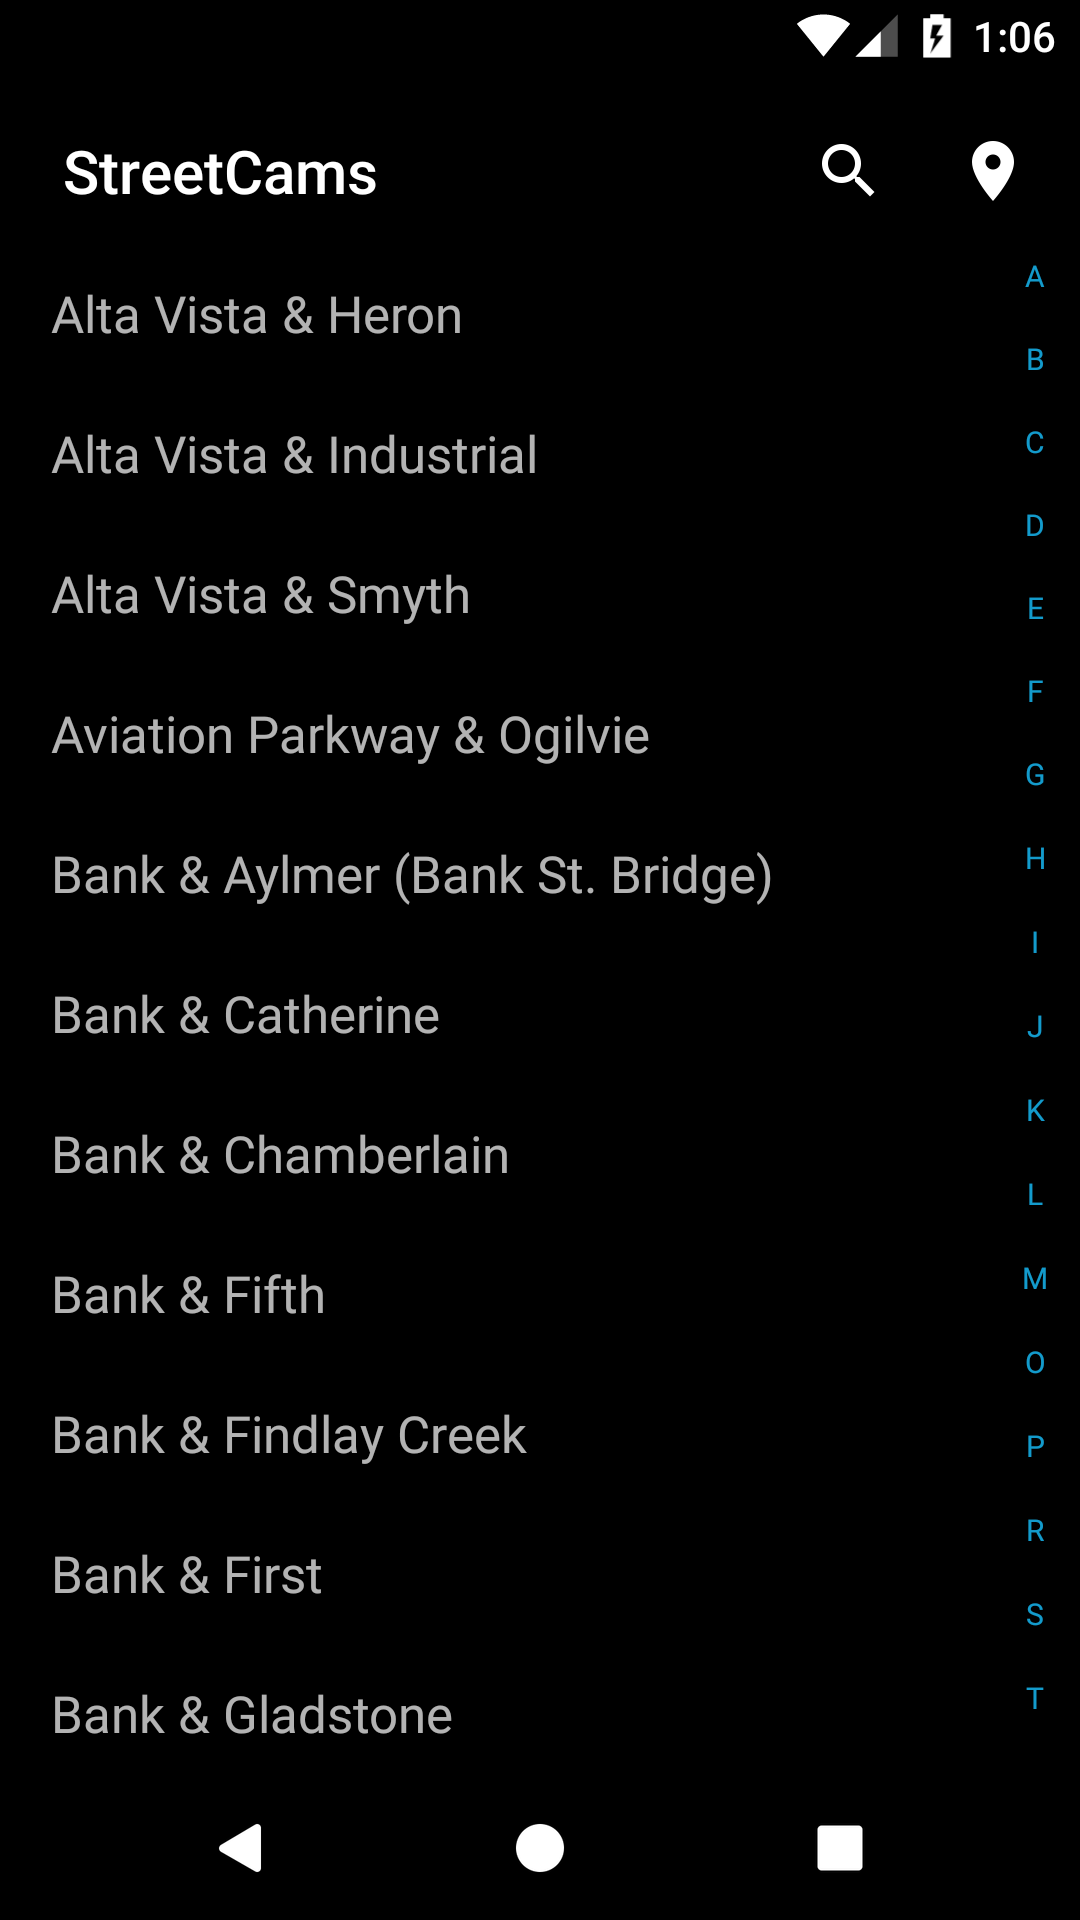 1:06
StreetCams
Alta Vista & Heron
Alta Vista & Industrial
Alta Vista & Smyth
Aviation Parkway & Ogilvie
Bank & Aylmer (Bank St. Bridge)
Bank & Catherine
Bank & Chamberlain
Bank & Fifth
Bank & Findlay Creek
Bank & First
Bank & Gladstone
A
B
C
D
E
F
G
H
I
J
K
L
M
O
P
R
S
T